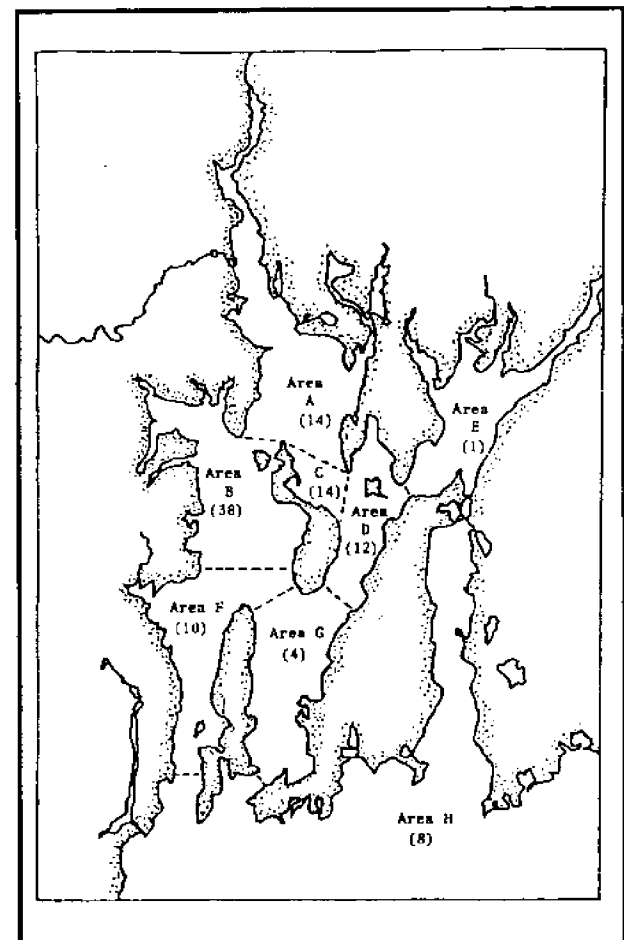 Area
A
(14)
Area
E
(1)
Area
B
(38)
C
(14)
Area
D
(12)
Area F
(10)
Area G
(4)
Area H
(8)